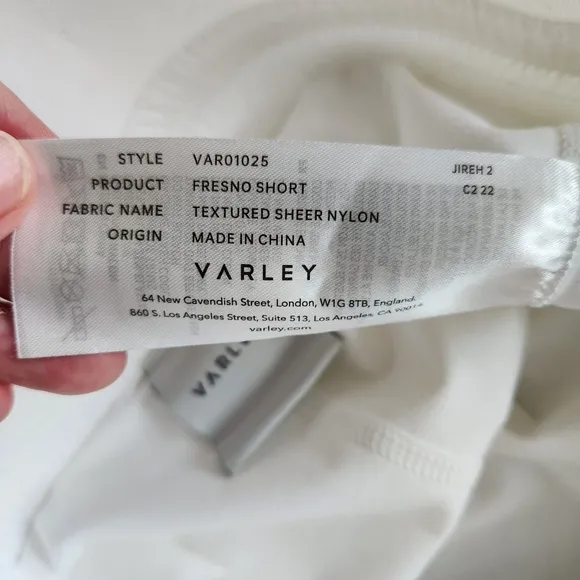 STYLE VAR01025 JIREH 2
PRODUCT FRESNO SHORT C2 22
FABRIC NAME TEXTURED SHEER NYLON
ORIGIN MADE IN CHINA
VARLEY
64 New Cavendish Street, London, W1G 8TB, England.
860 S. Los Angeles Street, Suite 513, Los Angeles, CA 90014
varley.com
VARLEY